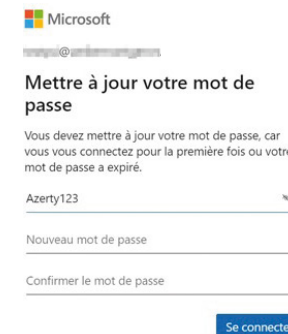 Microsoft
@
Mettre à jour votre mot de
passe
Vous devez mettre à jour votre mot de passe, car
vous vous connectez pour la première fois ou votre
mot de passe a expiré.
Azerty123
Nouveau mot de passe
Confirmer le mot de passe
Se connecte